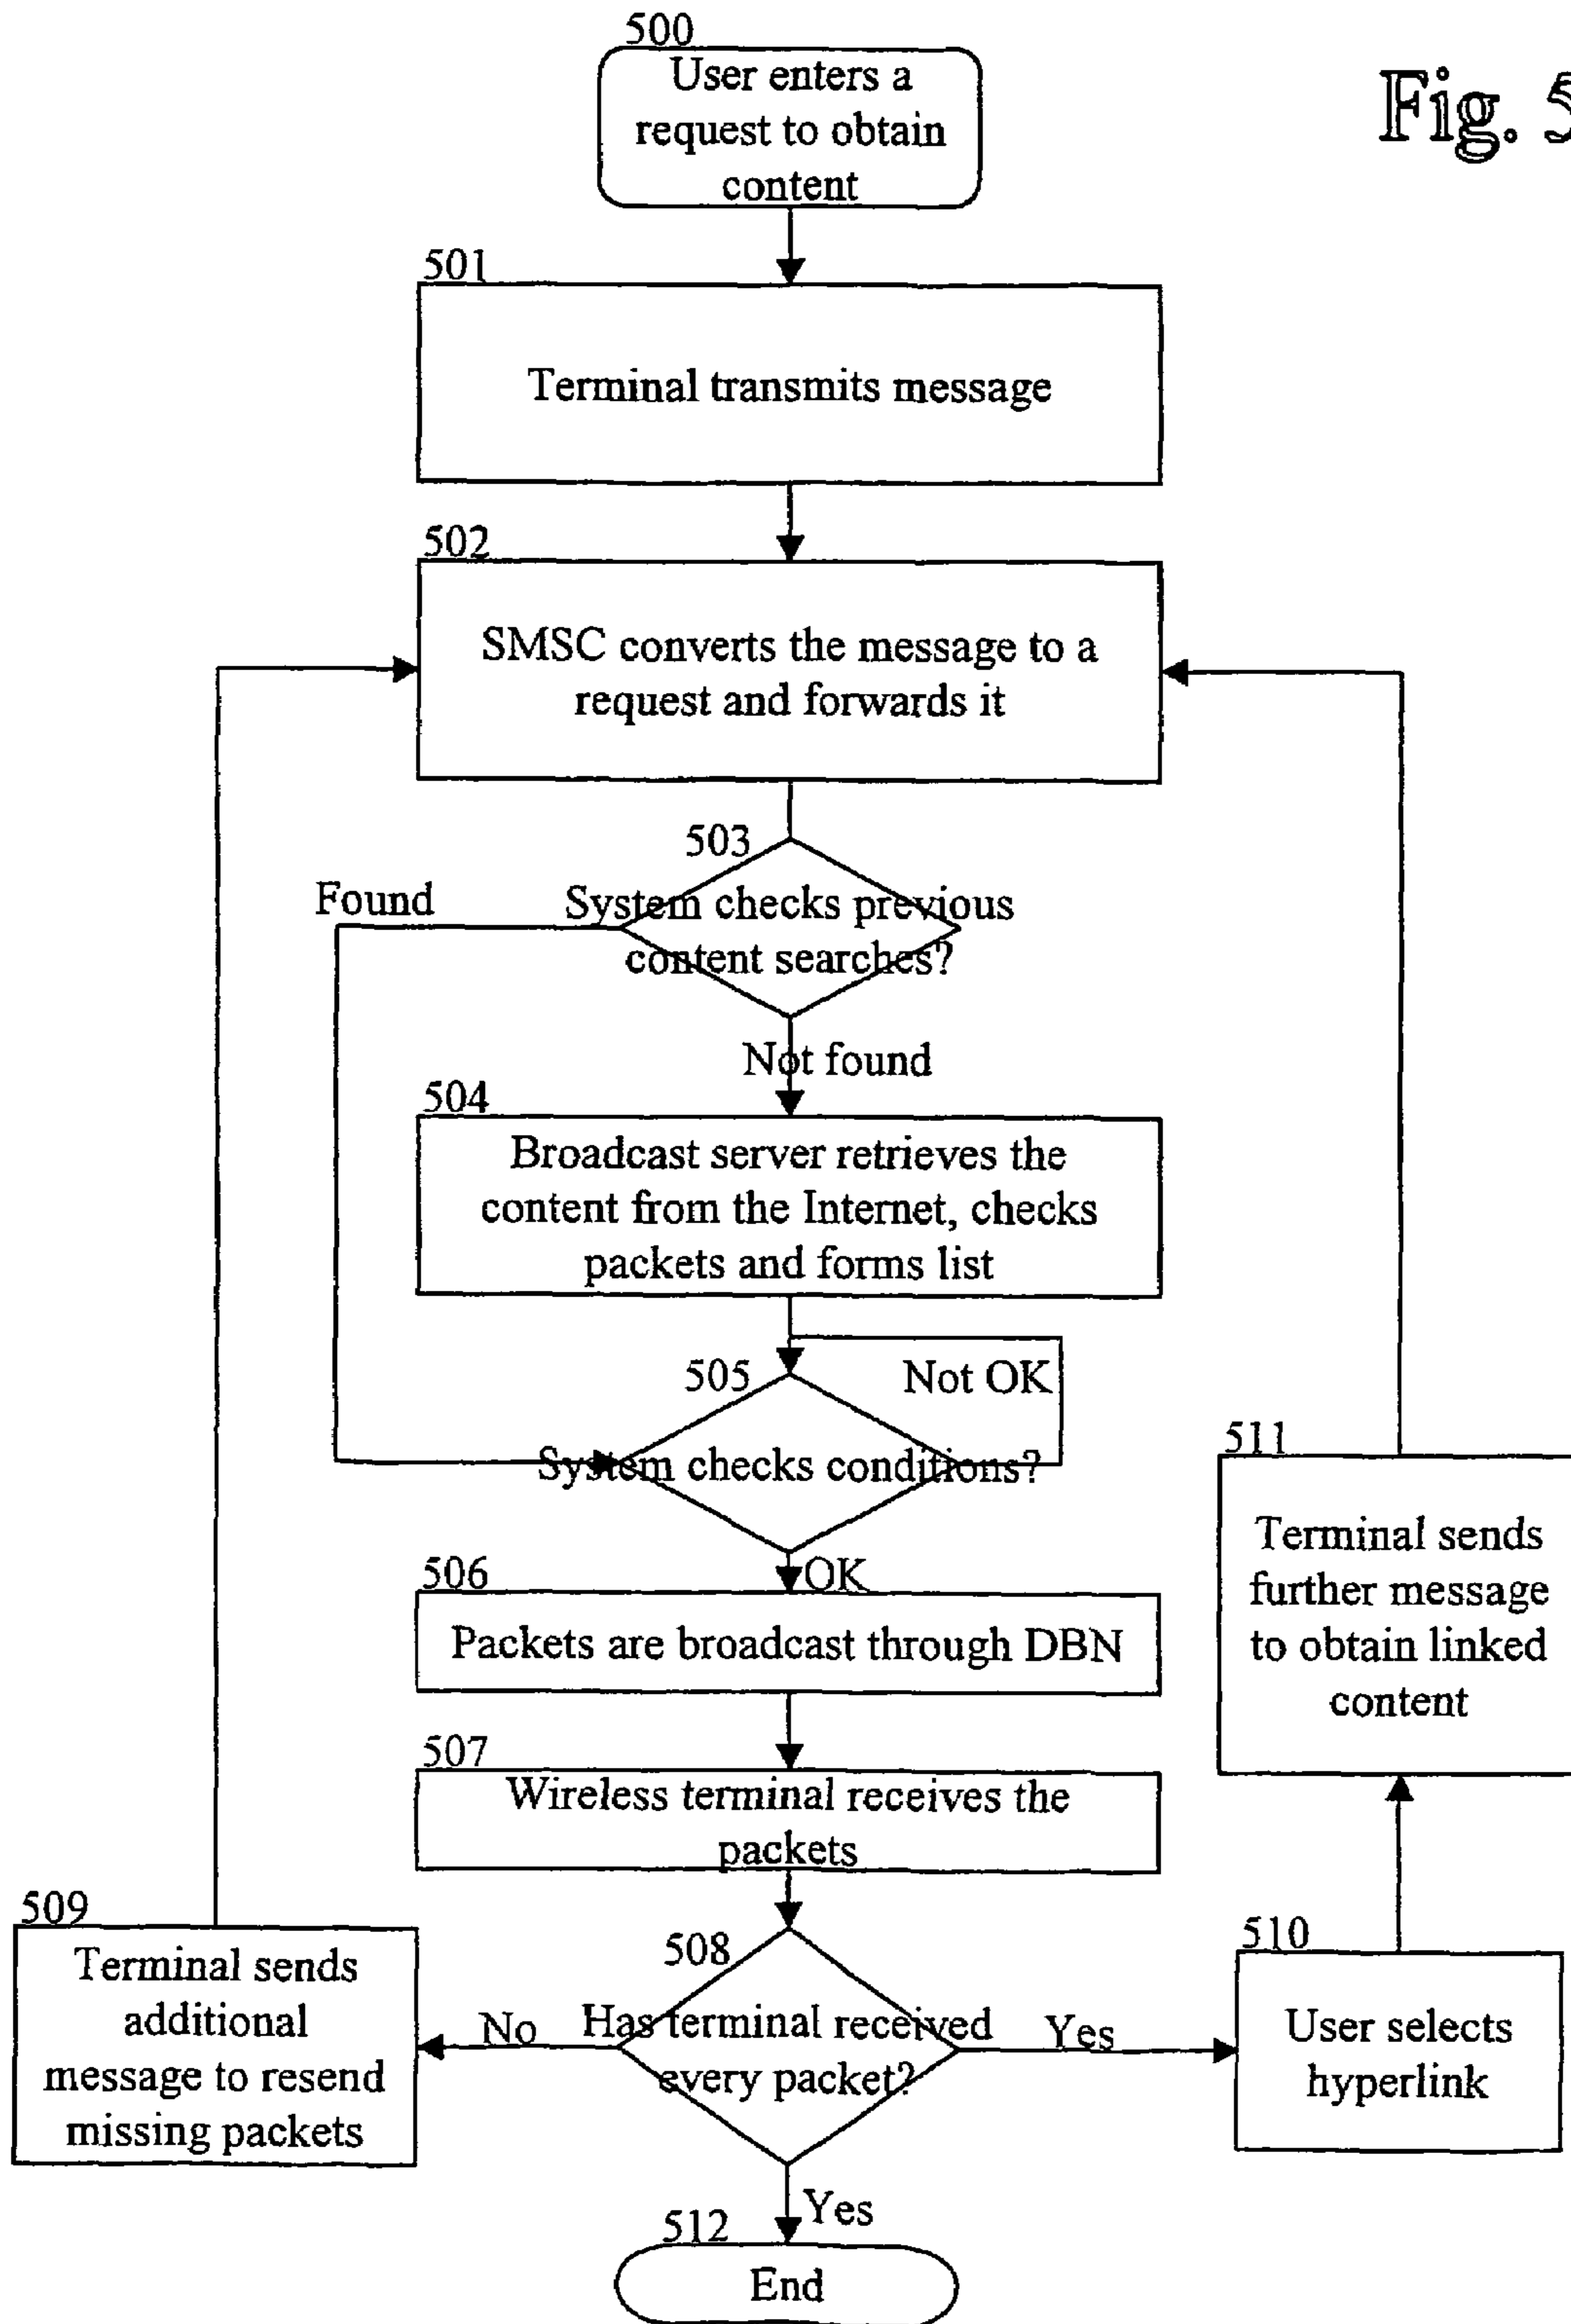 Fig. 5
500
User enters a
request to obtain
content
501
Terminal transmits message
502
SMSC converts the message to a
request and forwards it
503
System checks previous
content searches?
Found
Not found
504
Broadcast server retrieves the
content from the Internet, checks
packets and forms list
505
Not OK
System checks conditions?
OK
506
Packets are broadcast through DBN
507
Wireless terminal receives the
packets
508
Has terminal received
every packet?
No
Yes
509
Terminal sends
additional
message to resend
missing packets
510
User selects
hyperlink
511
Terminal sends
further message
to obtain linked
content
Yes
512
End